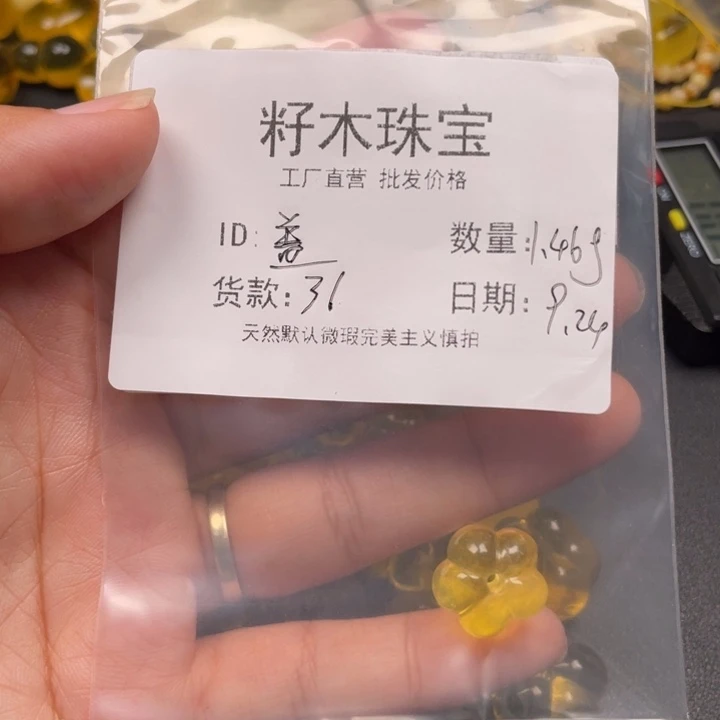 籽木珠宝
工厂直营 批发价格
ID: 数量:1.46g
货款:31 日期:9.24
天然默认微瑕完美主义慎拍